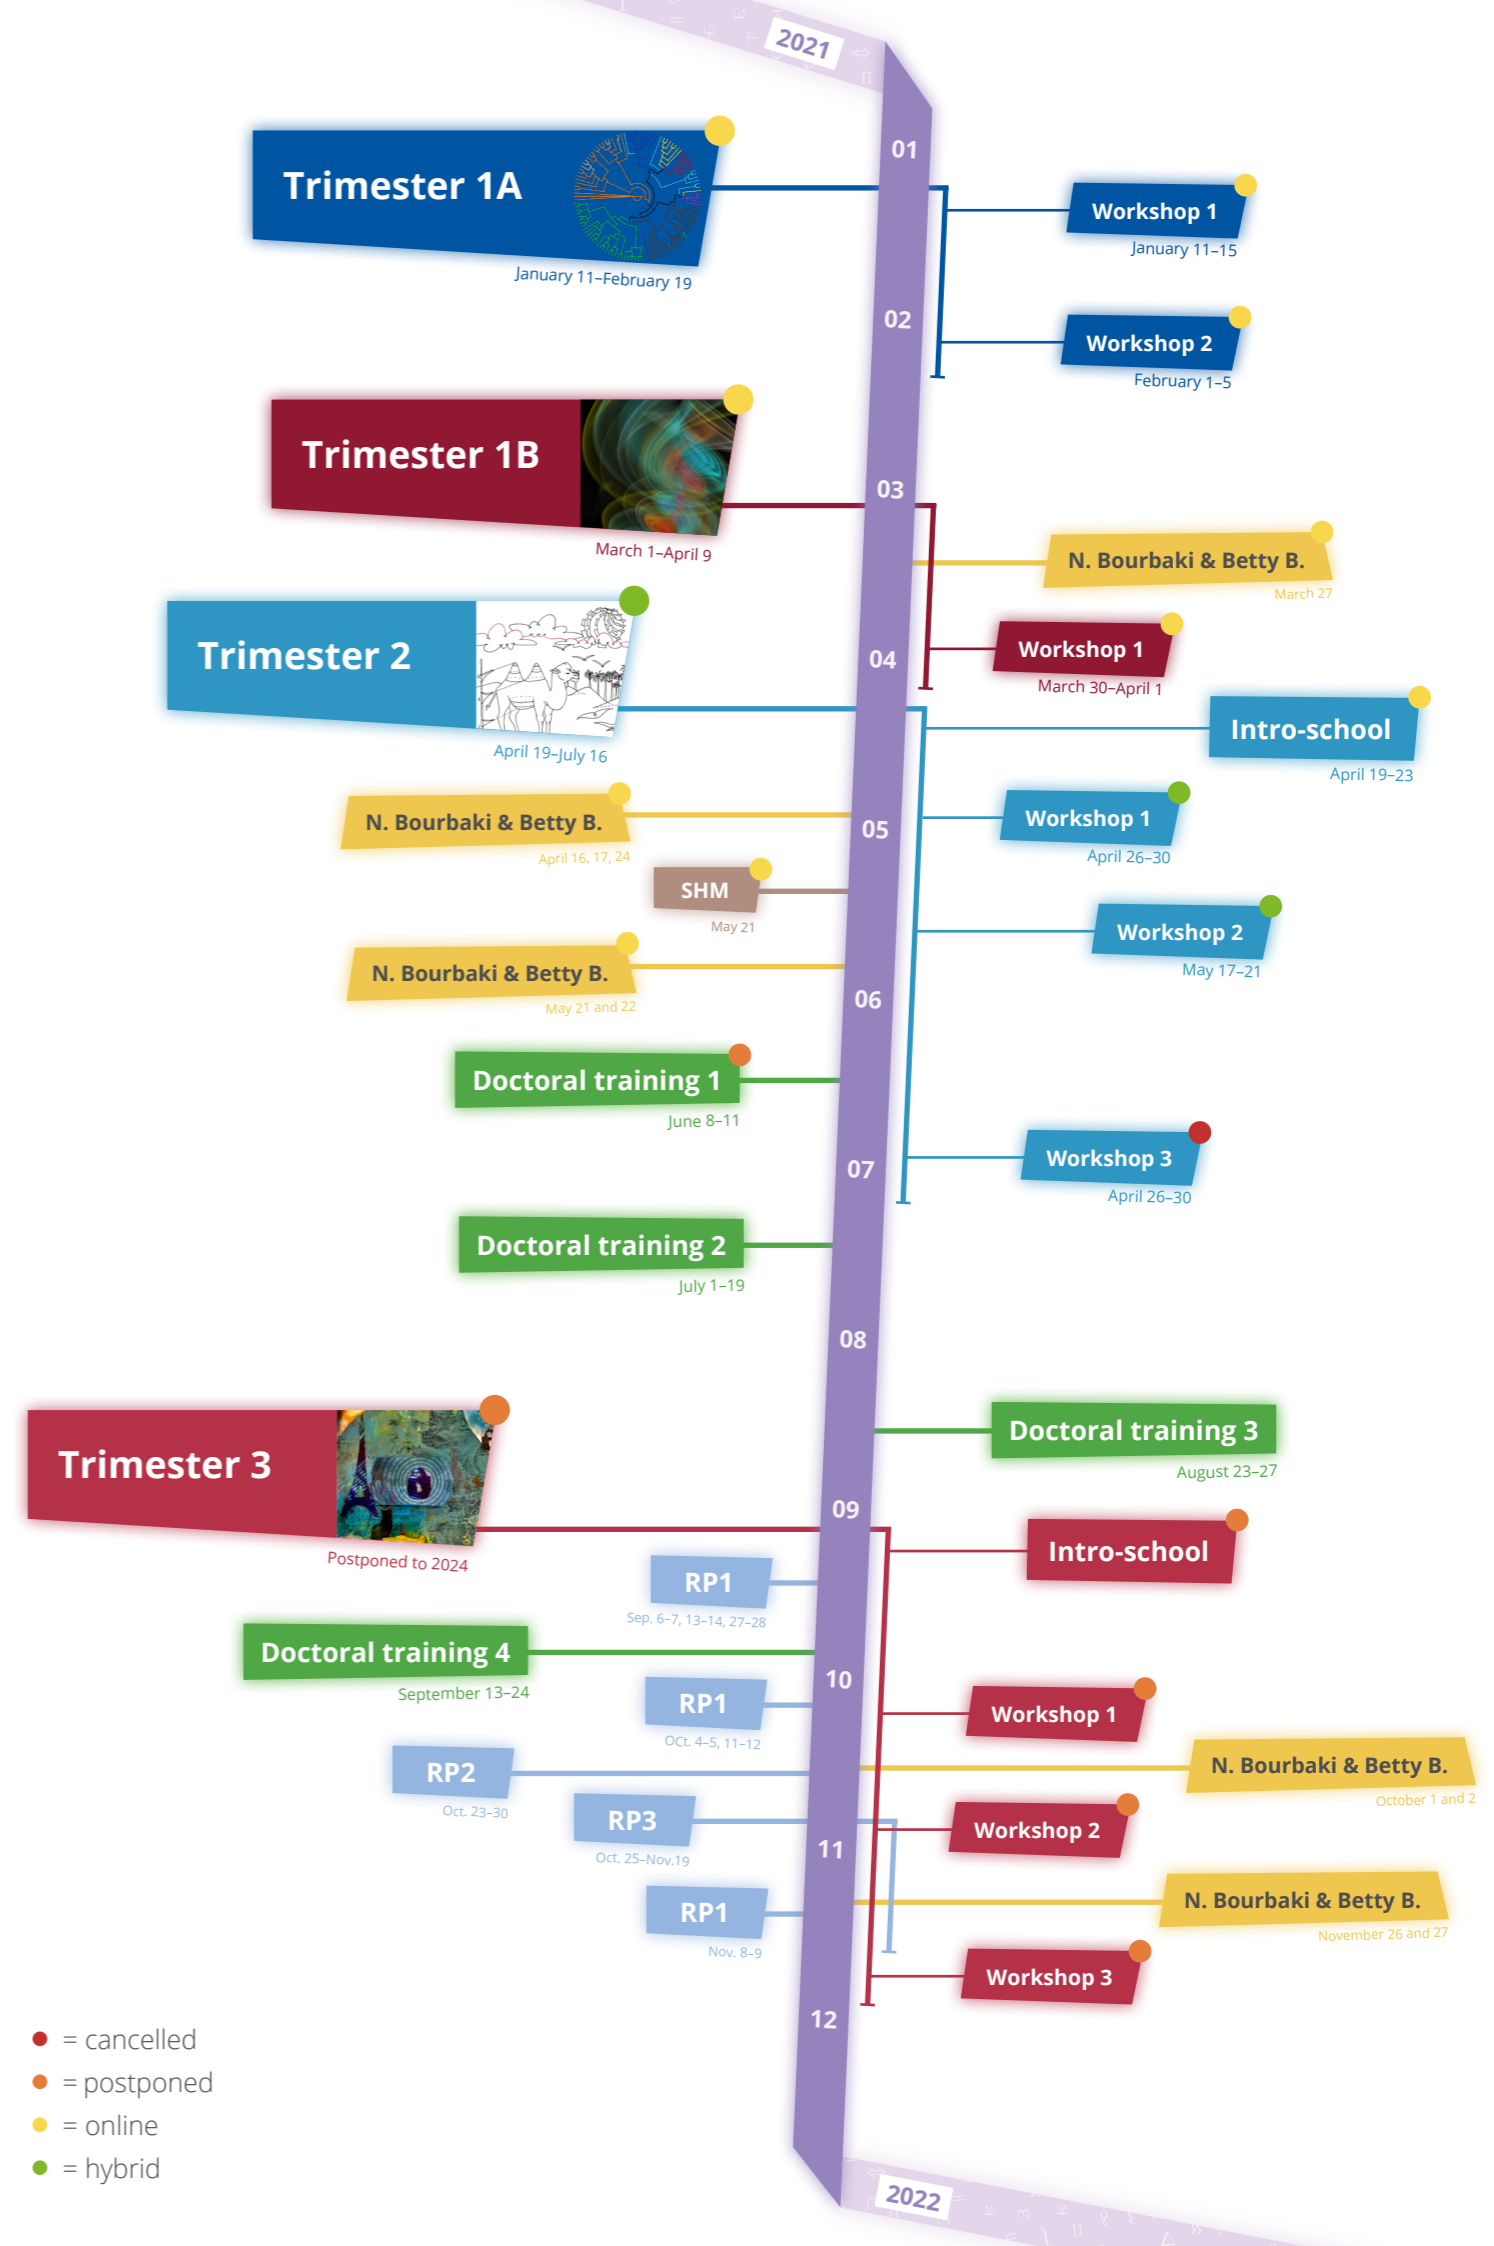 2021
01
Trimester 1A
January 11–February 19
Workshop 1
January 11–15
02
Workshop 2
February 1–5
Trimester 1B
March 1–April 9
03
N. Bourbaki & Betty B.
March 27
Trimester 2
April 19–July 16
04
Workshop 1
March 30–April 1
Intro-school
April 19–23
N. Bourbaki & Betty B.
April 16, 17, 24
05
Workshop 1
April 26–30
SHM
May 21
Workshop 2
May 17–21
N. Bourbaki & Betty B.
May 21 and 22
06
Doctoral training 1
June 8–11
07
Workshop 3
April 26–30
Doctoral training 2
July 1–19
08
Trimester 3
Postponed to 2024
Doctoral training 3
August 23–27
09
Intro-school
RP1
Sep. 6–7, 13–14, 27–28
Doctoral training 4
September 13–24
10
RP1
OCt. 4–5, 11–12
Workshop 1
RP2
Oct. 23–30
N. Bourbaki & Betty B.
October 1 and 2
RP3
Oct. 25–Nov.19
11
Workshop 2
RP1
Nov. 8–9
N. Bourbaki & Betty B.
November 26 and 27
Workshop 3
12
= cancelled
= postponed
= online
= hybrid
2022